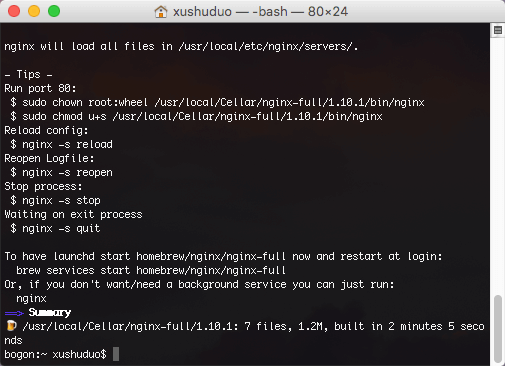 xushuduo — -bash — 80×24
nginx will load all files in /usr/local/etc/nginx/servers/.
- Tips -
Run port 80:
$ sudo chown root:wheel /usr/local/Cellar/nginx-full/1.10.1/bin/nginx
$ sudo chmod u+s /usr/local/Cellar/nginx-full/1.10.1/bin/nginx
Reload config:
$ nginx -s reload
Reopen Logfile:
$ nginx -s reopen
Stop process:
$ nginx -s stop
Waiting on exit process
$ nginx -s quit
To have launchd start homebrew/nginx/nginx-full now and restart at login:
brew services start homebrew/nginx/nginx-full
Or, if you don't want/need a background service you can just run:
nginx
==> Summary
🍺 /usr/local/Cellar/nginx-full/1.10.1: 7 files, 1.2M, built in 2 minutes 5 seco
nds
bogon:~ xushuduo$